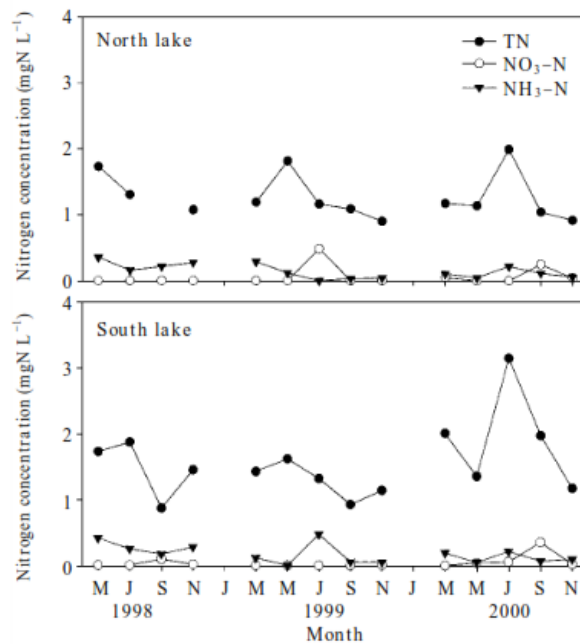 Nitrogen concentration (mgN L⁻¹)
4
3
2
1
0
North lake
TN
NO₃–N
NH₃–N
Nitrogen concentration (mgN L⁻¹)
4
3
2
1
0
South lake
M J S N J M M J S N J M M J S N
1998 1999 2000
Month